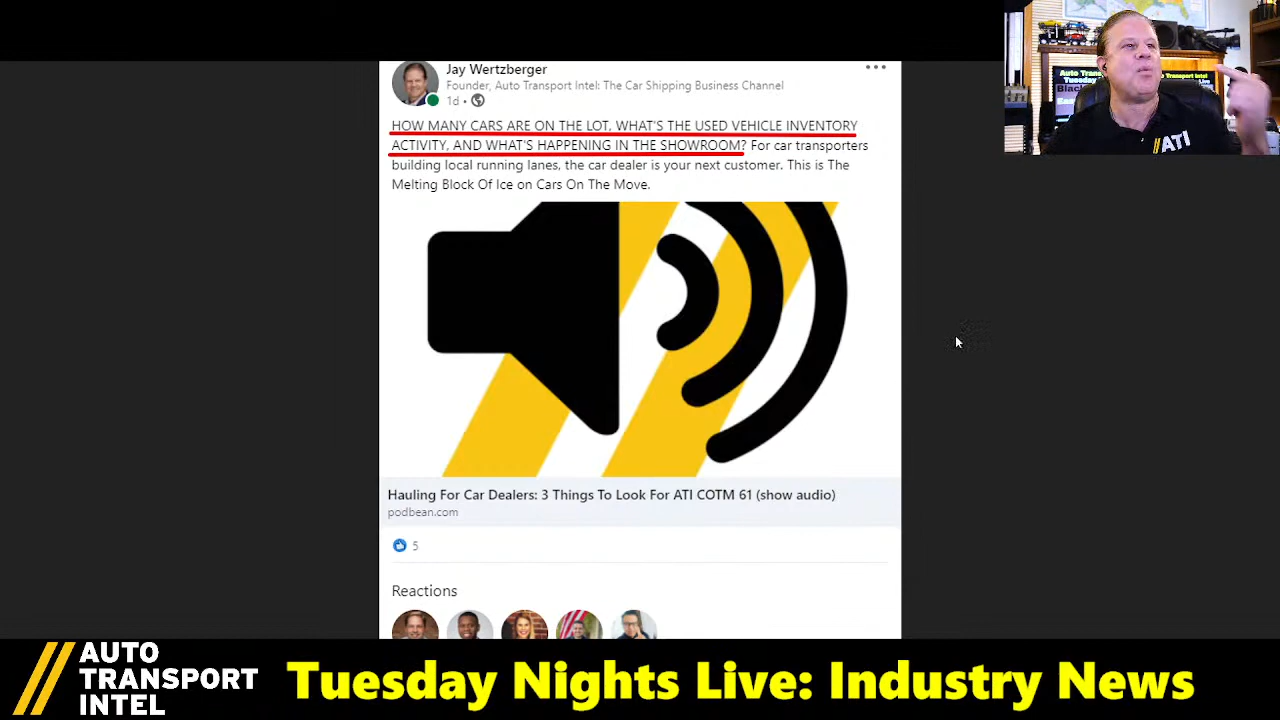 Jay Wertzberger
Founder, Auto Transport Intel: The Car Shipping Business Channel
1d •
HOW MANY CARS ARE ON THE LOT, WHAT'S THE USED VEHICLE INVENTORY
ACTIVITY, AND WHAT'S HAPPENING IN THE SHOWROOM? For car transporters
building local running lanes, the car dealer is your next customer. This is The
Melting Block Of Ice on Cars On The Move.
Hauling For Car Dealers: 3 Things To Look For ATI COTM 61 (show audio)
podbean.com
5
Reactions
ATI
AUTO
TRANSPORT
INTEL
Tuesday Nights Live: Industry News